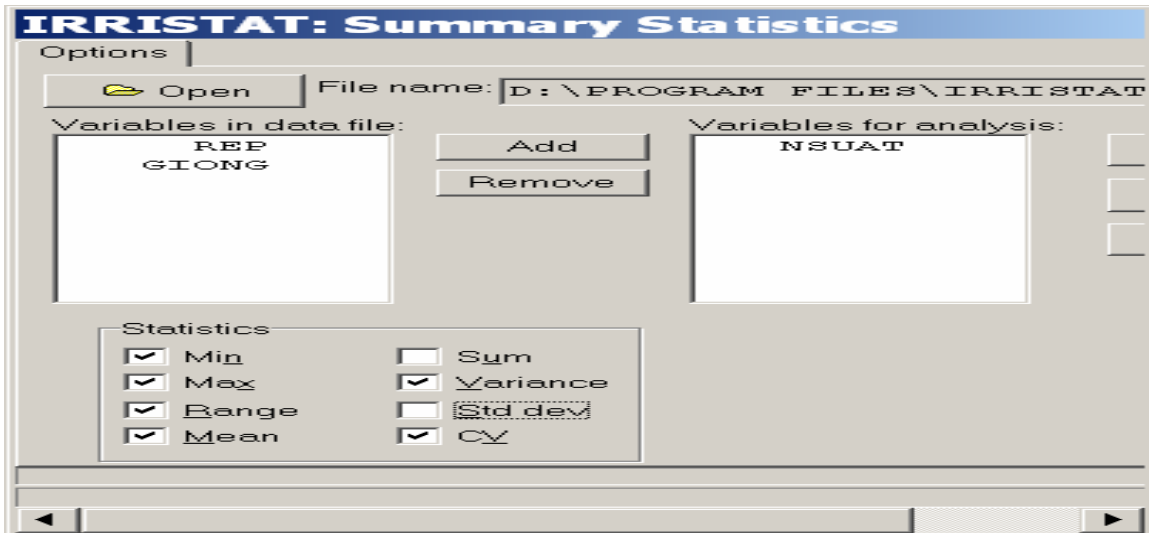 IRRISTAT: Summary Statistics
Options
Open File name: D:\PROGRAM FILES\IRRISTAT
Variables in data file: Variables for analysis:
REP Add NSUAT
GIONG Remove
Statistics
Min Sum
Max Variance
Range Std dev
Mean CV